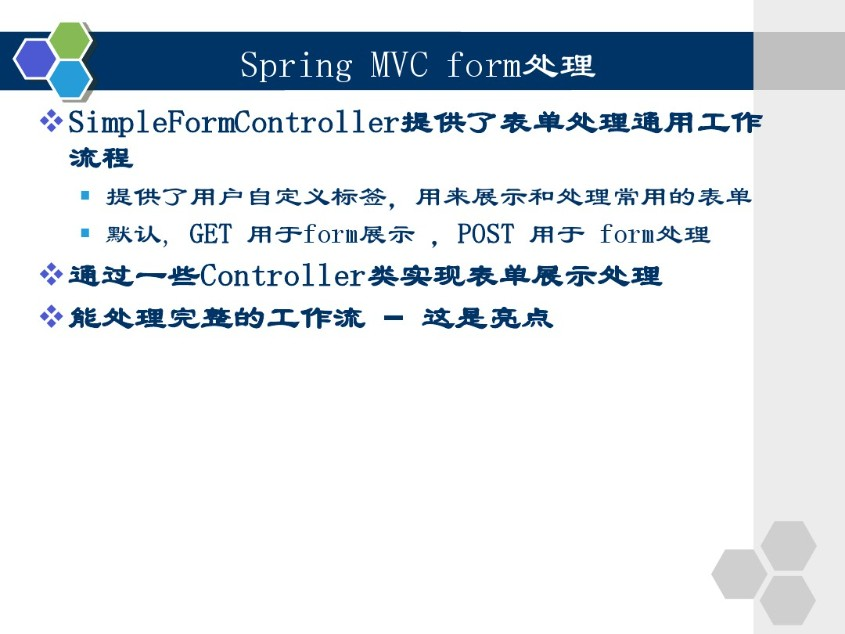 Spring MVC form处理
SimpleFormController提供了表单处理通用工作
流程
提供了用户自定义标签，用来展示和处理常用的表单
默认，GET 用于form展示 ，POST 用于 form处理
通过一些Controller类实现表单展示处理
能处理完整的工作流 – 这是亮点